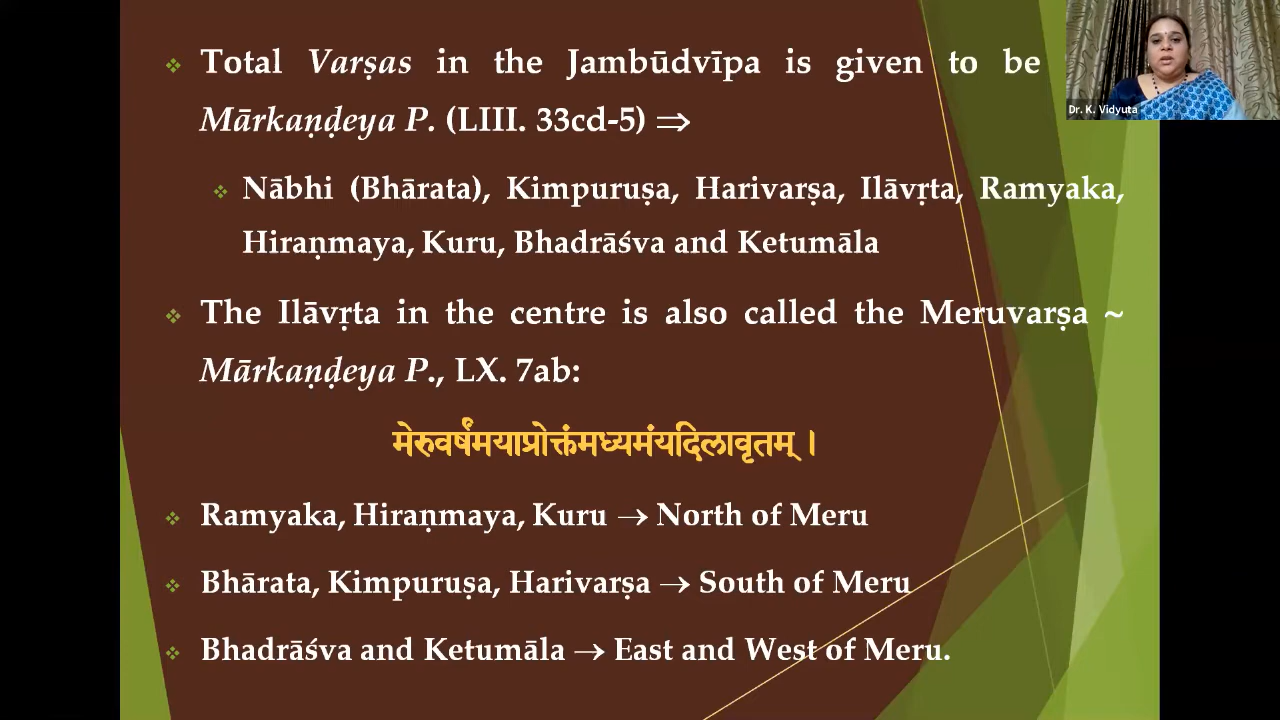 Total Varṣas in the Jambūdvīpa is given to be
Mārkaṇḍeya P. (LIII. 33cd-5) ⇒
Nābhi (Bhārata), Kimpuruṣa, Harivarṣa, Ilāvṛta, Ramyaka,
Hiraṇmaya, Kuru, Bhadrāśva and Ketumāla
The Ilāvṛta in the centre is also called the Meruvarṣa ~
Mārkaṇḍeya P., LX. 7ab:
मेरुवर्षंमयाप्रोक्तंमध्यमंयदिलावृतम् ।
Ramyaka, Hiraṇmaya, Kuru → North of Meru
Bhārata, Kimpuruṣa, Harivarṣa → South of Meru
Bhadrāśva and Ketumāla → East and West of Meru.
Dr. K. Vidyuta